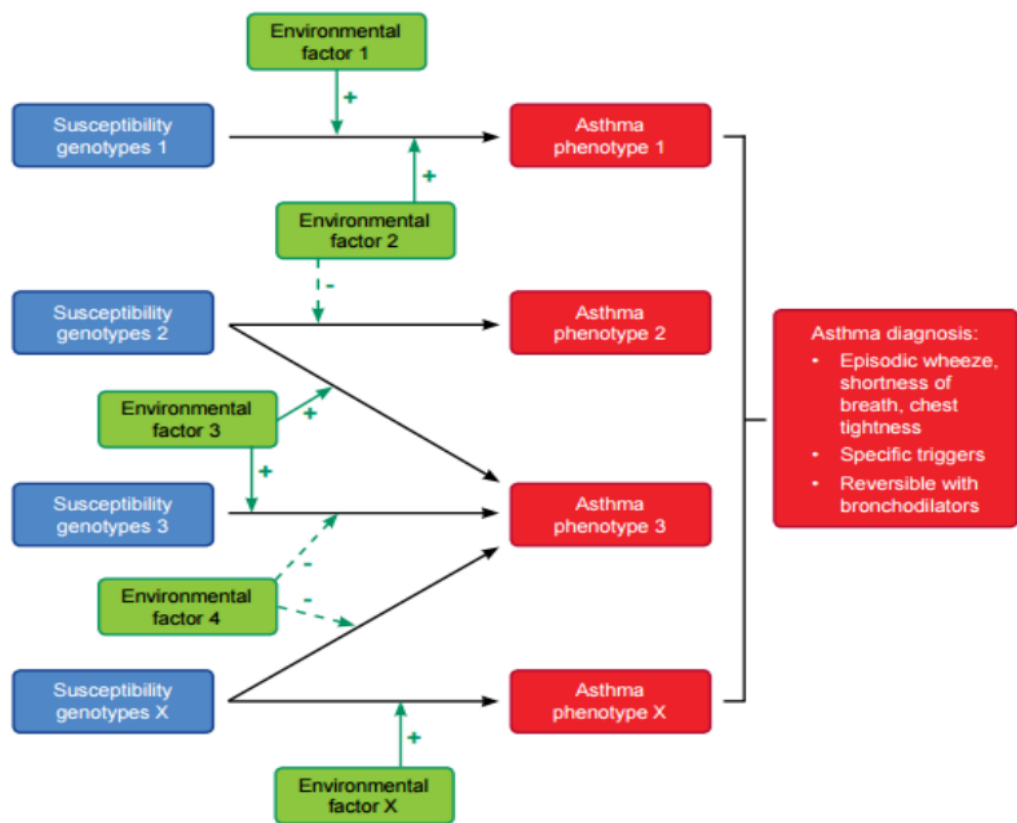 Environmental
factor 1
+
Susceptibility
genotypes 1
Asthma
phenotype 1
+
Environmental
factor 2
-
Susceptibility
genotypes 2
Asthma
phenotype 2
Asthma diagnosis:
• Episodic wheeze,
shortness of
breath, chest
tightness
• Specific triggers
• Reversible with
bronchodilators
Environmental
factor 3
+
+
Susceptibility
genotypes 3
Asthma
phenotype 3
-
-
Environmental
factor 4
Susceptibility
genotypes X
Asthma
phenotype X
+
Environmental
factor X